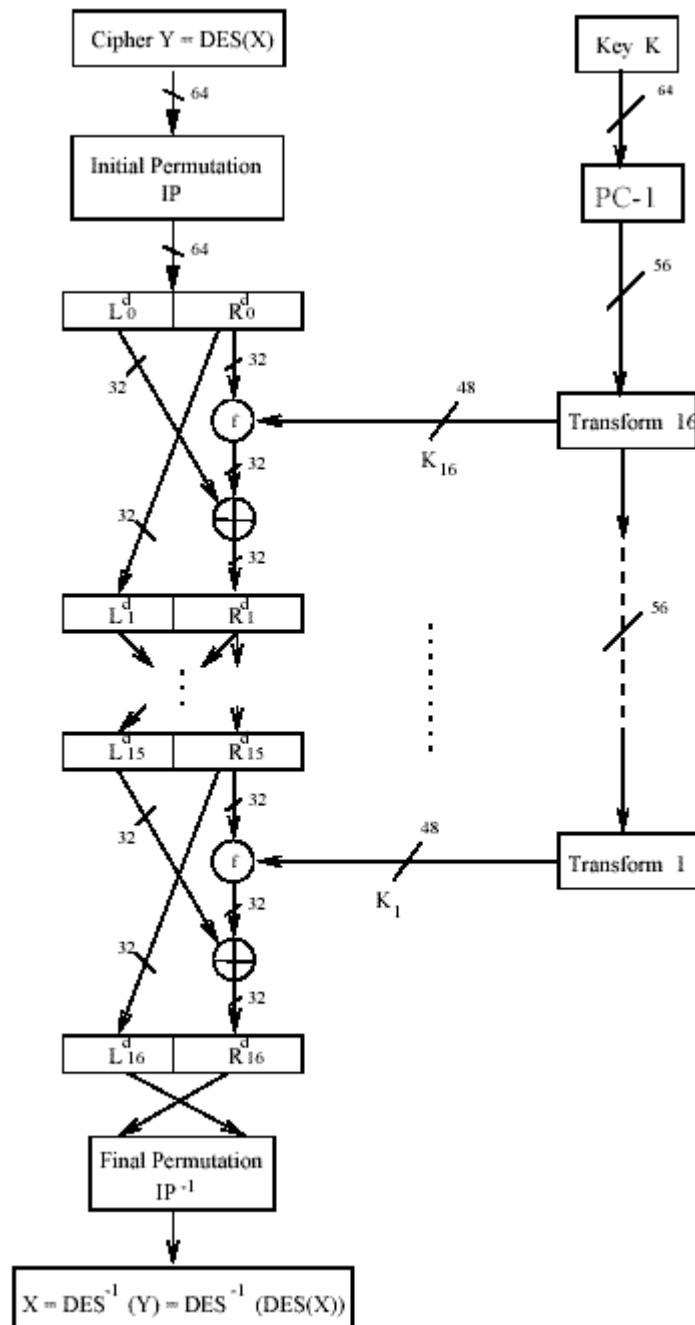 Cipher Y = DES(X)
Key K
64
64
Initial Permutation
IP
PC-1
64
56
L^d_0 R^d_0
32
32
48
f
Transform 16
K_16
32
32
32
L^d_1 R^d_1
56
L^d_15 R^d_15
32
32
48
f
Transform 1
K_1
32
32
32
L^d_16 R^d_16
Final Permutation
IP^-1
X = DES^-1 (Y) = DES^-1 (DES(X))